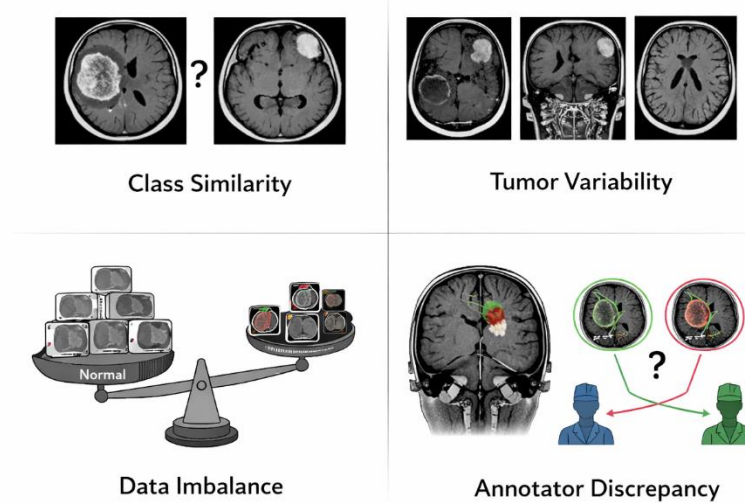 ?
Class Similarity
Tumor Variability
Normal
Data Imbalance
?
Annotator Discrepancy